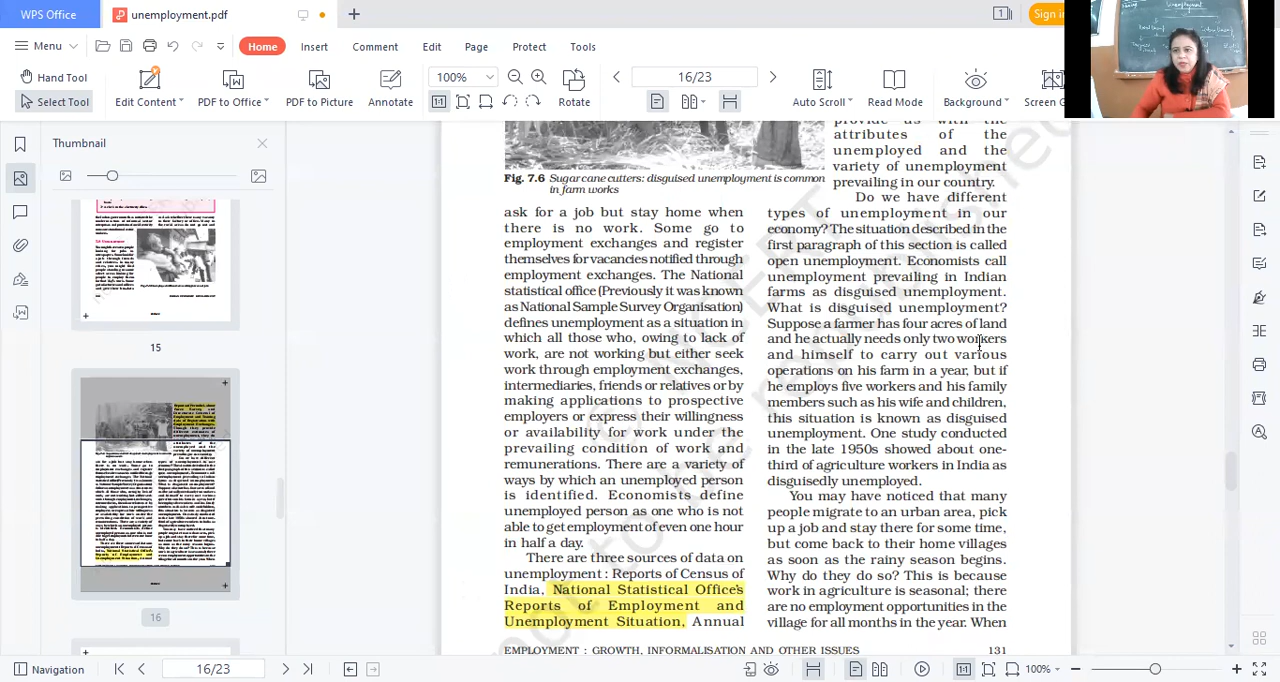 WPS Office
unemployment.pdf
Sign in
Menu
Home
Insert
Comment
Edit
Page
Protect
Tools
Hand Tool
Select Tool
Edit Content
PDF to Office
PDF to Picture
Annotate
100%
16/23
Rotate
Auto Scroll
Read Mode
Background
Screen G
Unemployment
Thumbnail
15
16
provide us with the
attributes of the
unemployed and the
variety of unemployment
prevailing in our country.
Fig. 7.6 Sugar cane cutters: disguised unemployment is common
in farm works
ask for a job but stay home when
there is no work. Some go to
employment exchanges and register
themselves for vacancies notified through
employment exchanges. The National
statistical office (Previously it was known
as National Sample Survey Organisation)
defines unemployment as a situation in
which all those who, owing to lack of
work, are not working but either seek
work through employment exchanges,
intermediaries, friends or relatives or by
making applications to prospective
employers or express their willingness
or availability for work under the
prevailing condition of work and
remunerations. There are a variety of
ways by which an unemployed person
is identified. Economists define
unemployed person as one who is not
able to get employment of even one hour
in half a day.
There are three sources of data on
unemployment : Reports of Census of
India, National Statistical Office's
Reports of Employment and
Unemployment Situation, Annual
Do we have different
types of unemployment in our
economy? The situation described in the
first paragraph of this section is called
open unemployment. Economists call
unemployment prevailing in Indian
farms as disguised unemployment.
What is disguised unemployment?
Suppose a farmer has four acres of land
and he actually needs only two workers
and himself to carry out various
operations on his farm in a year, but if
he employs five workers and his family
members such as his wife and children,
this situation is known as disguised
unemployment. One study conducted
in the late 1950s showed about one-
third of agriculture workers in India as
disguisedly unemployed.
You may have noticed that many
people migrate to an urban area, pick
up a job and stay there for some time,
but come back to their home villages
as soon as the rainy season begins.
Why do they do so? This is because
work in agriculture is seasonal; there
are no employment opportunities in the
village for all months in the year. When
EMPLOYMENT : GROWTH, INFORMALISATION AND OTHER ISSUES 131
Navigation
16/23
100%